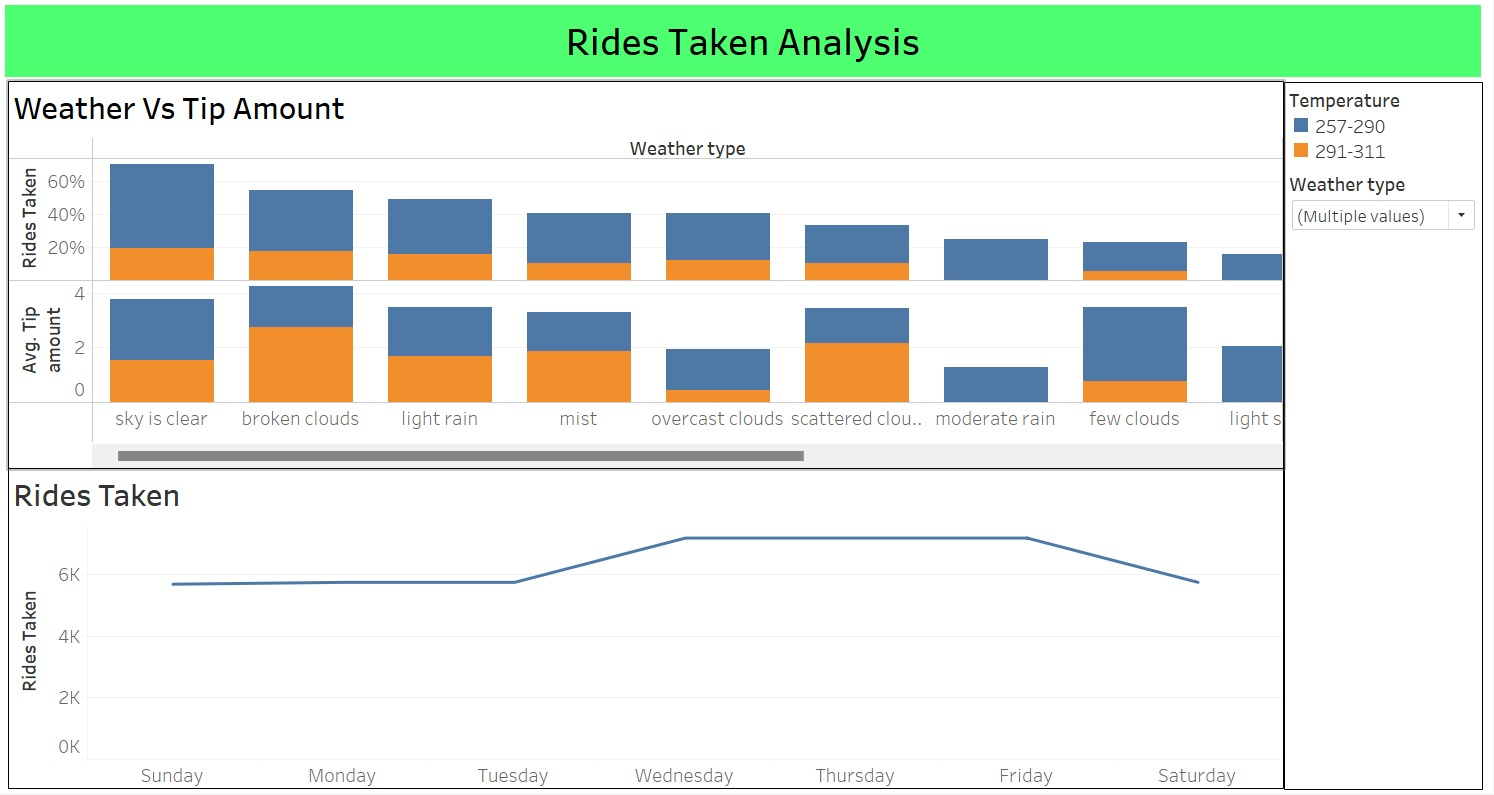 Rides Taken Analysis
Weather Vs Tip Amount
Weather type
Rides Taken
60%
40%
20%
Avg. Tip
amount
4
2
0
sky is clear broken clouds light rain mist overcast clouds scattered clou.. moderate rain few clouds light s
Temperature
257-290
291-311
Weather type
(Multiple values)
Rides Taken
Rides Taken
6K
4K
2K
0K
Sunday Monday Tuesday Wednesday Thursday Friday Saturday